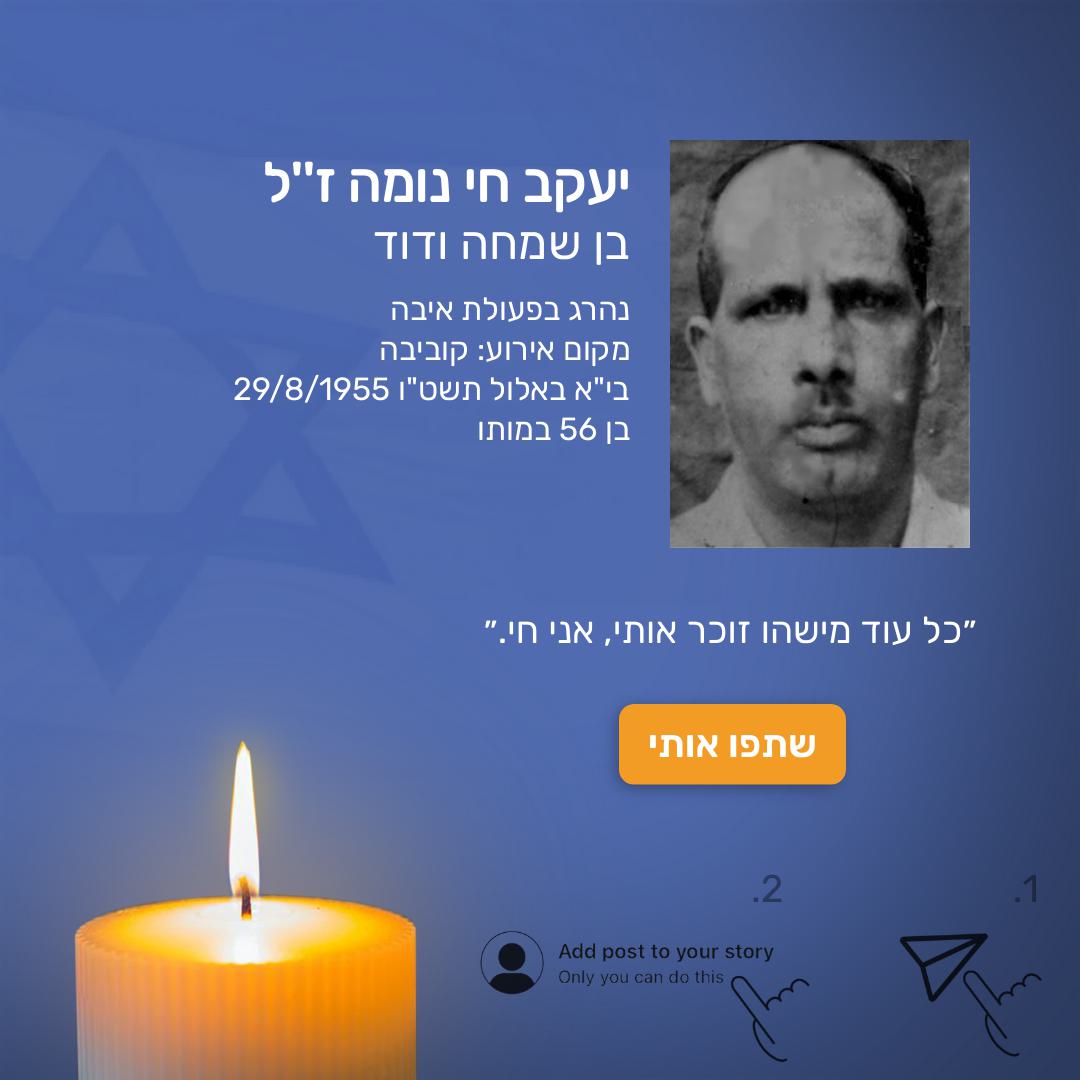 יעקב חי נומה ז"ל
בן שמחה ודוד
נהרג בפעולת איבה
מקום אירוע: קוביבה
בי"א באלול תשט"ו 29/8/1955
בן 56 במותו
״כל עוד מישהו זוכר אותי, אני חי.״
שתפו אותי
.1
.2
Add post to your story
Only you can do this